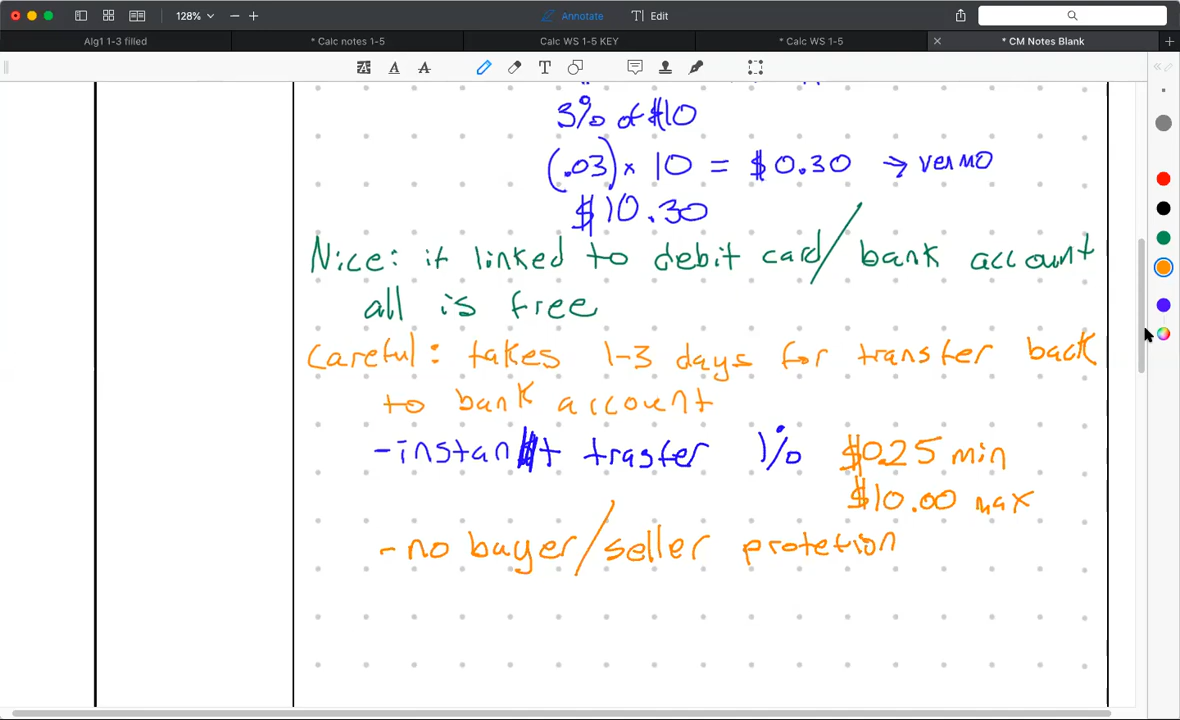 128%
Annotate
Edit
Alg1 1-3 filled
* Calc notes 1-5
Calc WS 1-5 KEY
* Calc WS 1-5
* CM Notes Blank
3% of $10
(.03) × 10 = $0.30 → venmo
$10.30
Nice: if linked to debit card/bank account
all is free
Careful: takes 1-3 days for transfer back
to bank account
-instant trasfer 1% $0.25 min
$10.00 max
- no buyer/seller protetion